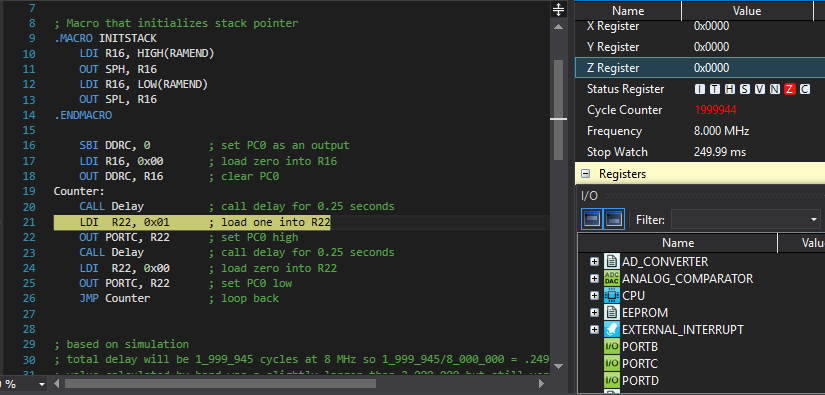 7
8 ; Macro that initializes stack pointer
9 .MACRO INITSTACK
10 LDI R16, HIGH(RAMEND)
11 OUT SPH, R16
12 LDI R16, LOW(RAMEND)
13 OUT SPL, R16
14 .ENDMACRO
15
16 SBI DDRC, 0 ; set PC0 as an output
17 LDI R16, 0x00 ; load zero into R16
18 OUT DDRC, R16 ; clear PC0
19 Counter:
20 CALL Delay ; call delay for 0.25 seconds
21 LDI R22, 0x01 ; load one into R22
22 OUT PORTC, R22 ; set PC0 high
23 CALL Delay ; call delay for 0.25 seconds
24 LDI R22, 0x00 ; load zero into R22
25 OUT PORTC, R22 ; set PC0 low
26 JMP Counter ; loop back
27
28
29 ; based on simulation
30 ; total delay will be 1_999_945 cycles at 8 MHz so 1_999_945/8_000_000 = .249
31
0 %
Name Value
X Register 0x0000
Y Register 0x0000
Z Register 0x0000
Status Register I T H S V N Z C
Cycle Counter 1999944
Frequency 8.000 MHz
Stop Watch 249.99 ms
Registers
I/O
Filter:
Name Valu
AD_CONVERTER
ADC DAC ANALOG_COMPARATOR
CPU
EEPROM
EXTERNAL_INTERRUPT
I/O PORTB
I/O PORTC
I/O PORTD